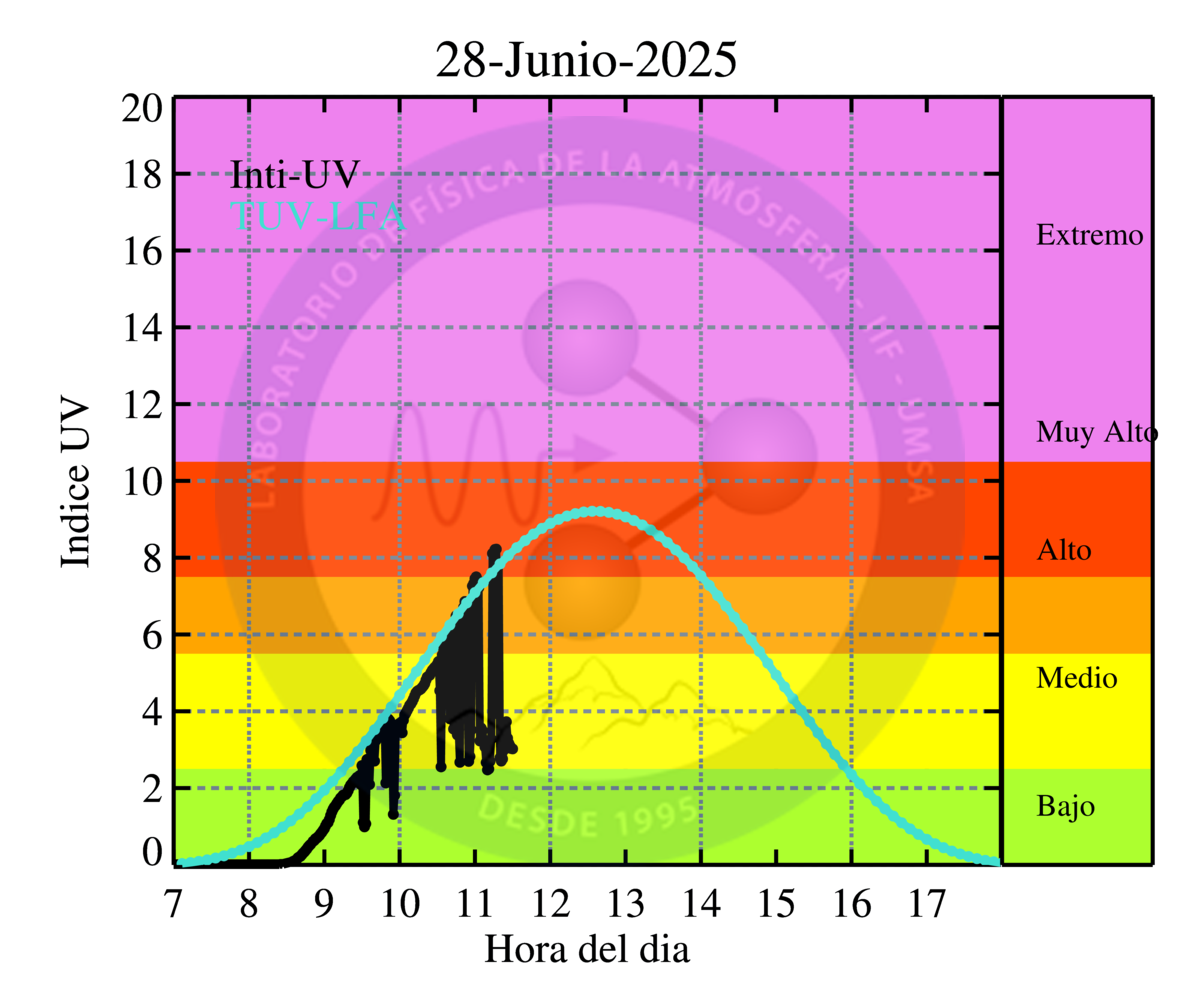 28-Junio-2025
20
18
16
14
12
10
8
6
4
2
0
Indice UV
Inti-UV
TUV-LFA
LABORATORIO DE FÍSICA DE LA ATMÓSFERA - IIF - UMSA
DESDE 1995
Extremo
Muy Alto
Alto
Medio
Bajo
7 8 9 10 11 12 13 14 15 16 17
Hora del dia